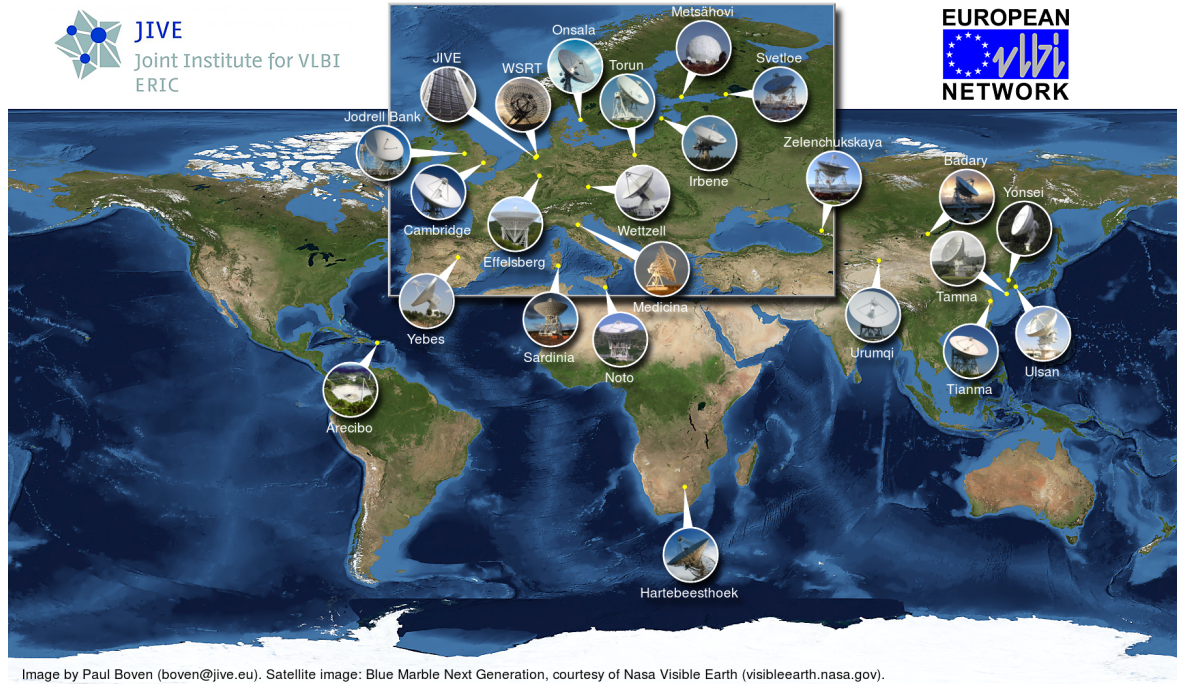 JIVE
Joint Institute for VLBI
ERIC
EUROPEAN
vlbi
NETWORK
Metsähovi
Onsala
JIVE
WSRT
Torun
Svetloe
Jodrell Bank
Zelenchukskaya
Irbene
Badary
Yonsei
Cambridge
Wettzell
Effelsberg
Tamna
Medicina
Yebes
Sardinia
Noto
Urumqi
Ulsan
Tianma
Arecibo
Hartebeesthoek
Image by Paul Boven (boven@jive.eu). Satellite image: Blue Marble Next Generation, courtesy of Nasa Visible Earth (visibleearth.nasa.gov).